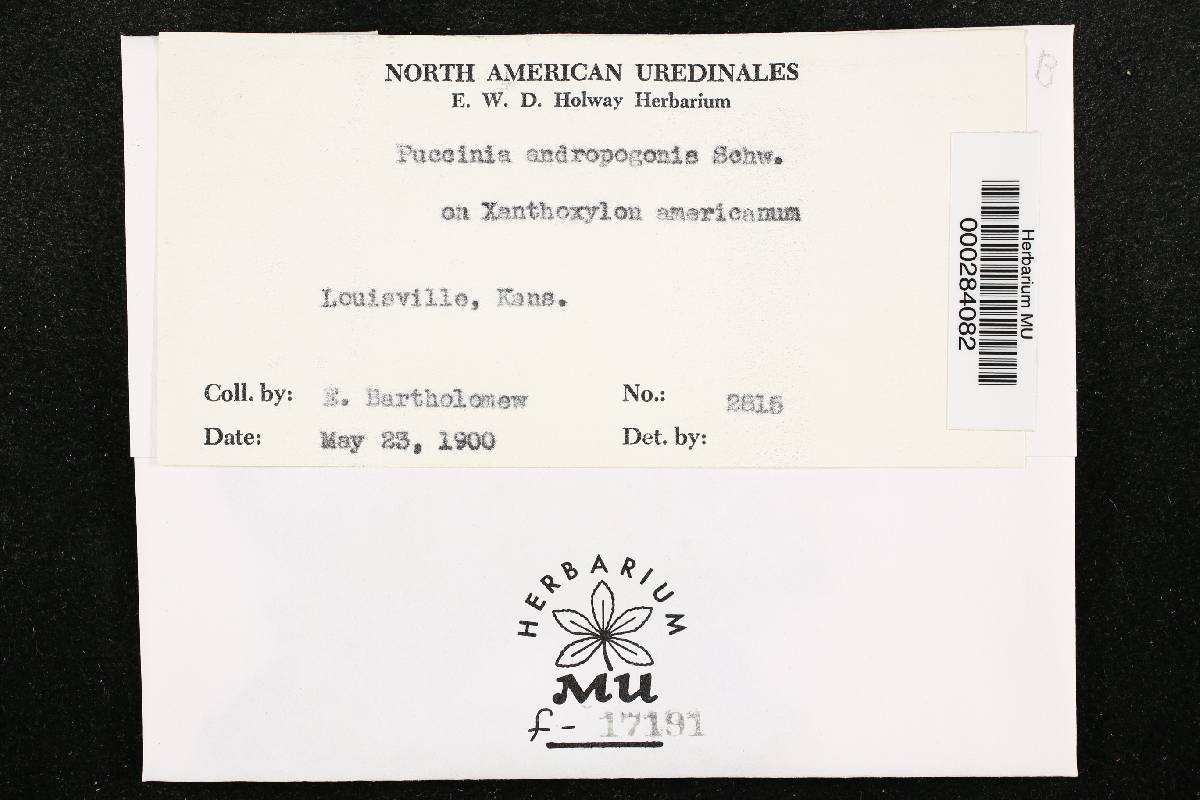 NORTH AMERICAN UREDINALES
E. W. D. Holway Herbarium
Puccinia andropogonis Schw.
on Xanthoxylon americanum
Louisville, Kans.
Coll. by: E. Bartholomew No.: 2815
Date: May 23, 1900 Det. by:
Herbarium MU
000284082
B
HERBARIUM
MU
f- 17191